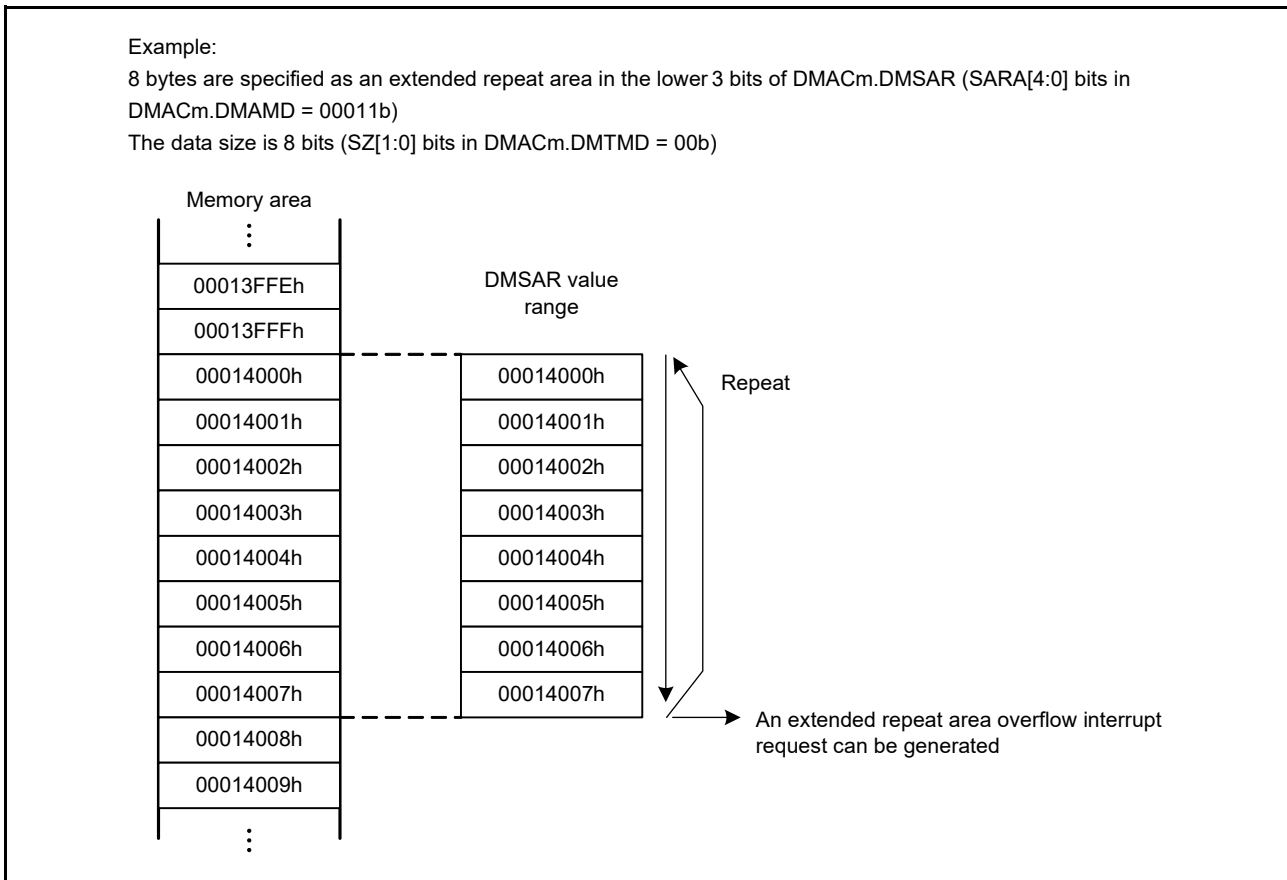 Example:
8 bytes are specified as an extended repeat area in the lower 3 bits of DMACm.DMSAR (SARA[4:0] bits in
DMACm.DMAMD = 00011b)
The data size is 8 bits (SZ[1:0] bits in DMACm.DMTMD = 00b)
Memory area
⋮
00013FFEh
00013FFFh
00014000h
00014001h
00014002h
00014003h
00014004h
00014005h
00014006h
00014007h
00014008h
00014009h
⋮
DMSAR value
range
00014000h
00014001h
00014002h
00014003h
00014004h
00014005h
00014006h
00014007h
Repeat
An extended repeat area overflow interrupt
request can be generated